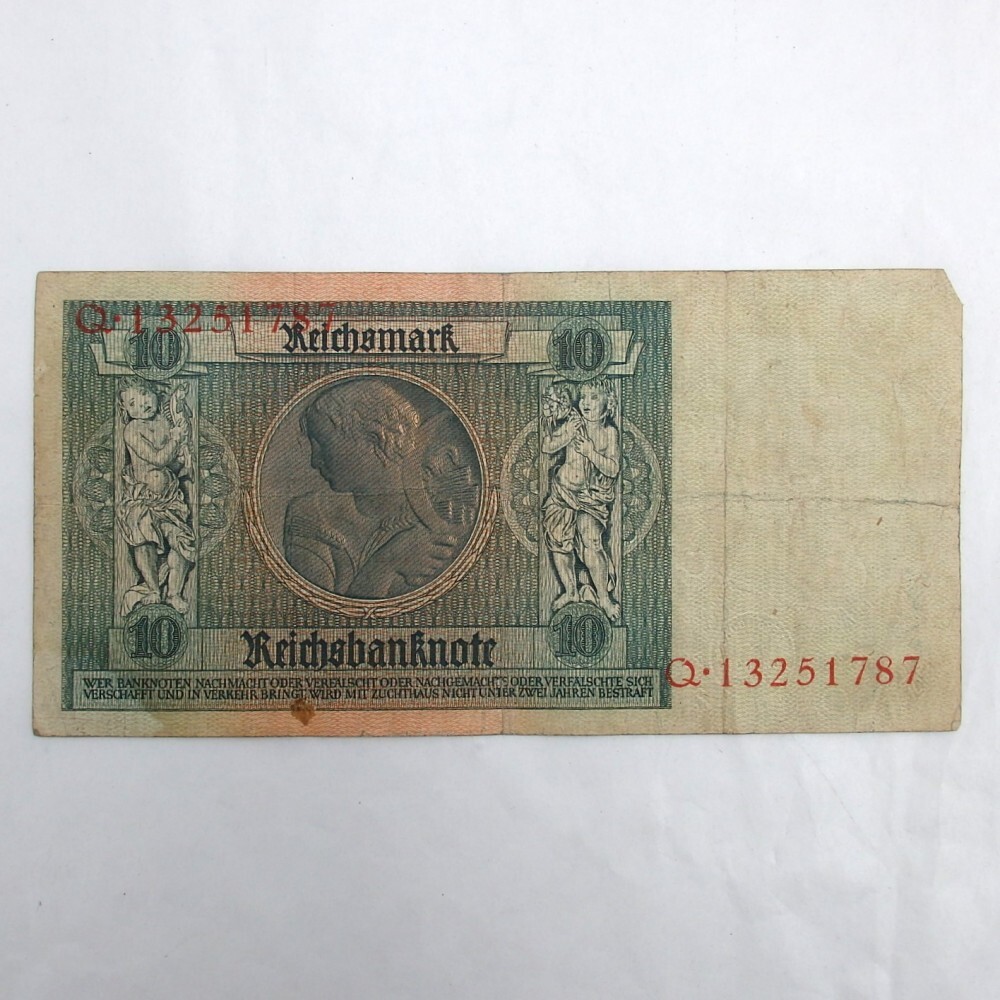 Q·13251787
10 Reichsmark 10
10 Reichsbanknote 10
WER BANKNOTEN NACHMACHT ODER VERFÄLSCHT ODER NACHGEMACHTE ODER VERFÄLSCHTE SICH
VERSCHAFFT UND IN VERKEHR BRINGT, WIRD MIT ZUCHTHAUS NICHT UNTER ZWEI JAHREN BESTRAFT
Q·13251787